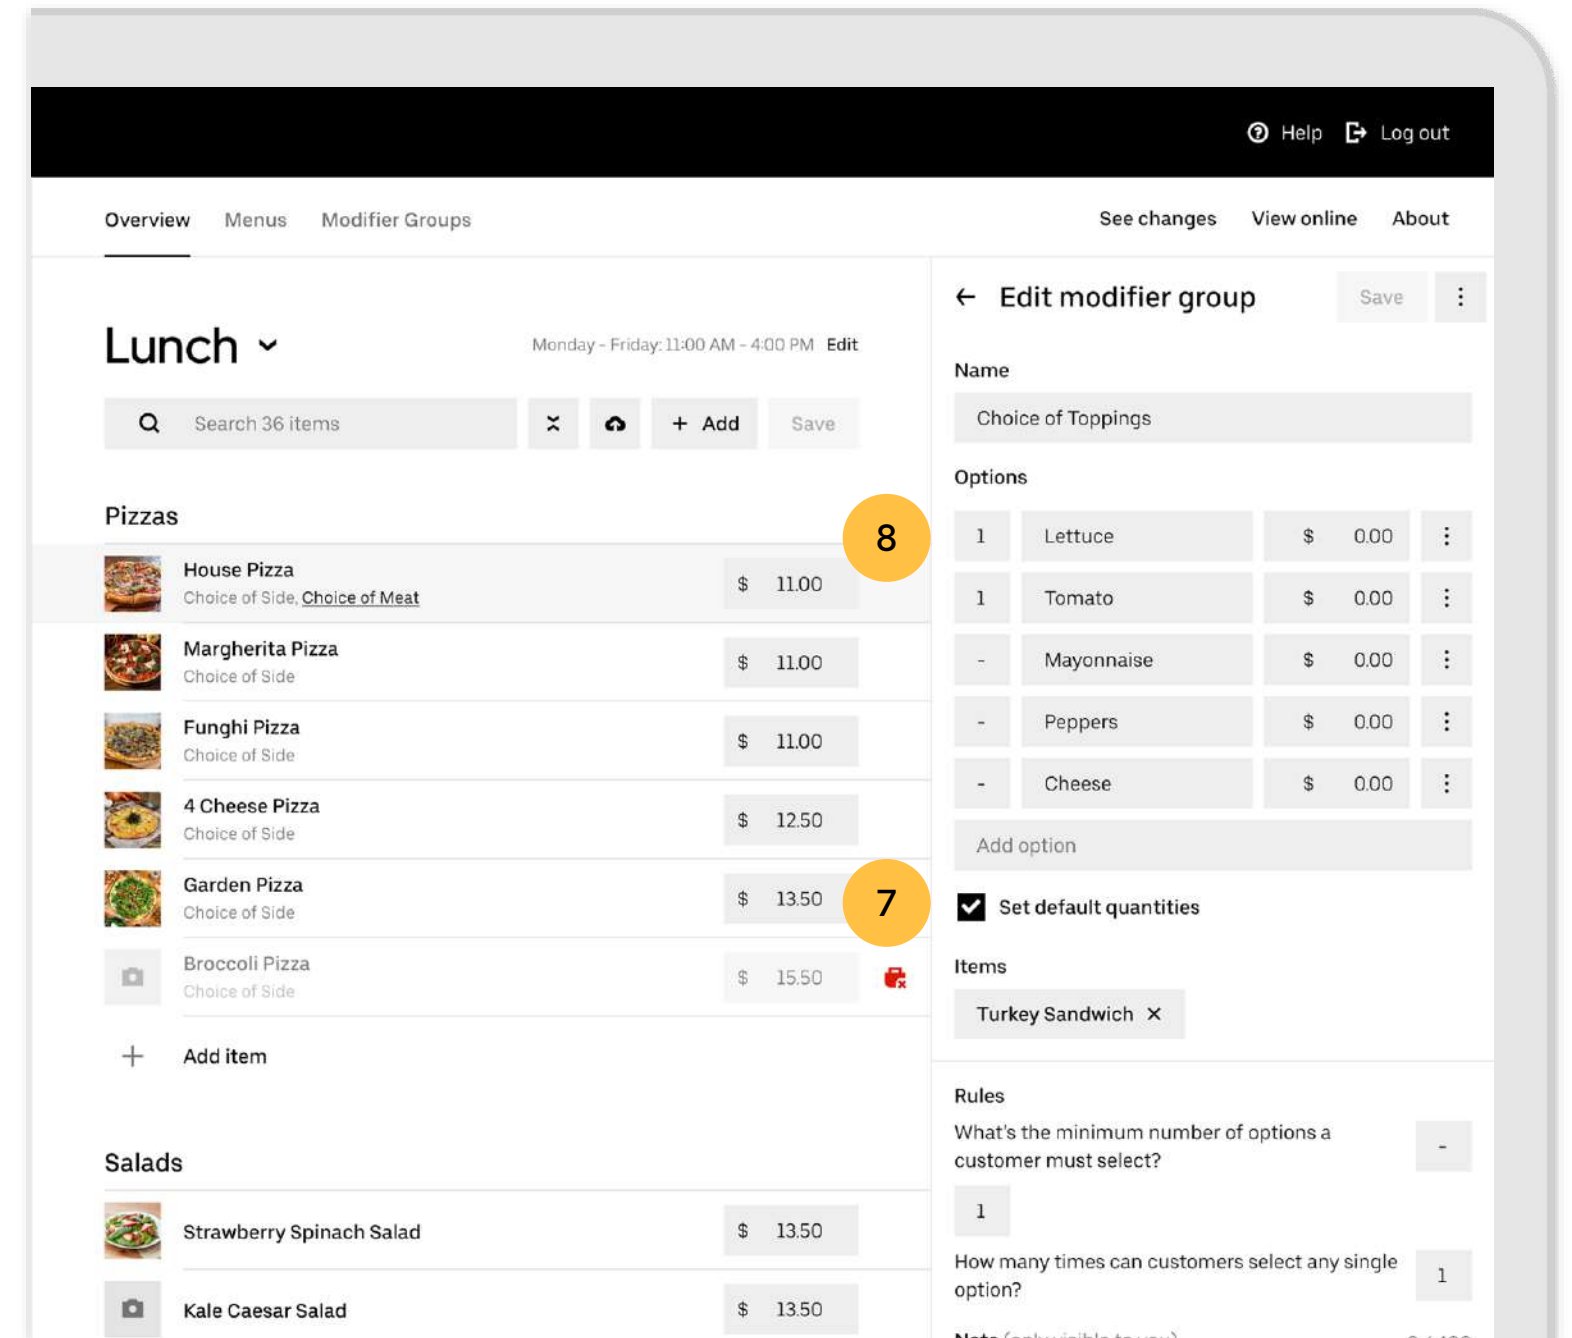 Help Log out
Overview Menus Modifier Groups See changes View online About
Lunch Monday - Friday: 11:00 AM - 4:00 PM Edit
Search 36 items + Add Save
Pizzas
House Pizza $ 11.00
Choice of Side, Choice of Meat
Margherita Pizza $ 11.00
Choice of Side
Funghi Pizza $ 11.00
Choice of Side
4 Cheese Pizza $ 12.50
Choice of Side
Garden Pizza $ 13.50
Choice of Side
Broccoli Pizza $ 15.50
Choice of Side
+ Add item
Salads
Strawberry Spinach Salad $ 13.50
Kale Caesar Salad $ 13.50
8
7
← Edit modifier group Save
Name
Choice of Toppings
Options
1 Lettuce $ 0.00
1 Tomato $ 0.00
- Mayonnaise $ 0.00
- Peppers $ 0.00
- Cheese $ 0.00
Add option
Set default quantities
Items
Turkey Sandwich ×
Rules
What's the minimum number of options a -
customer must select?
1
How many times can customers select any single 1
option?